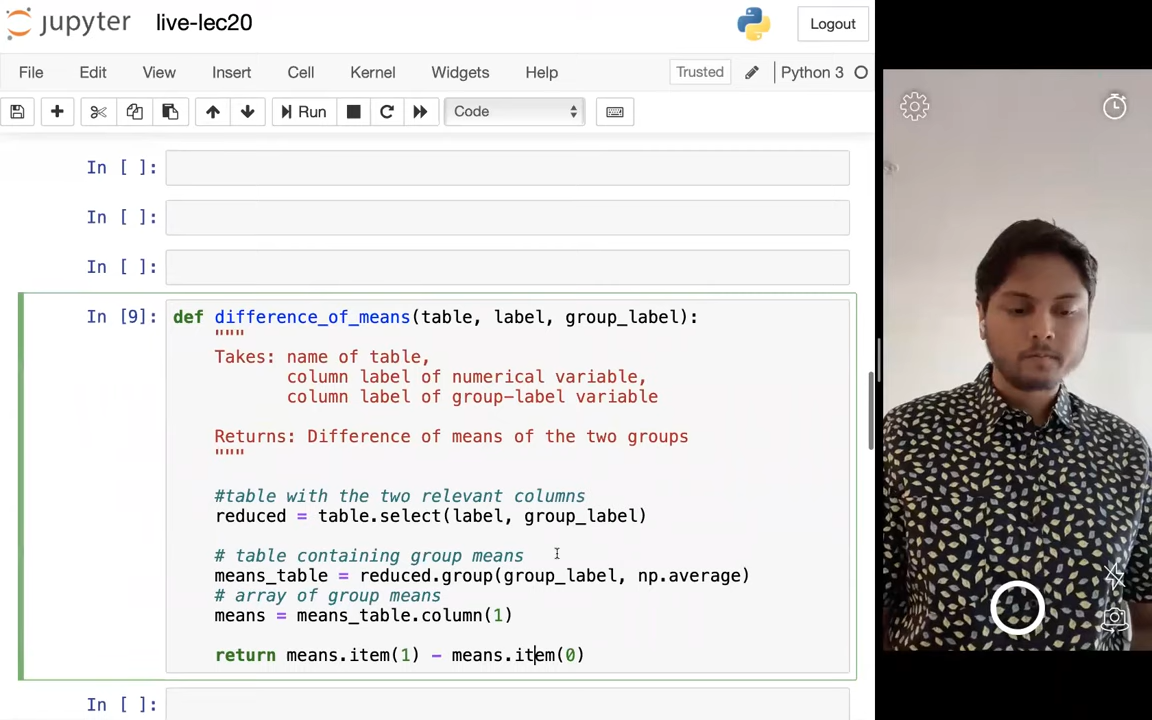 jupyter live-lec20 Logout
File Edit View Insert Cell Kernel Widgets Help Trusted Python 3
Run Code
In [ ]:
In [ ]:
In [ ]:
In [9]: def difference_of_means(table, label, group_label):
"""
Takes: name of table,
column label of numerical variable,
column label of group-label variable
Returns: Difference of means of the two groups
"""
#table with the two relevant columns
reduced = table.select(label, group_label)
# table containing group means
means_table = reduced.group(group_label, np.average)
# array of group means
means = means_table.column(1)
return means.item(1) - means.item(0)
In [ ]: